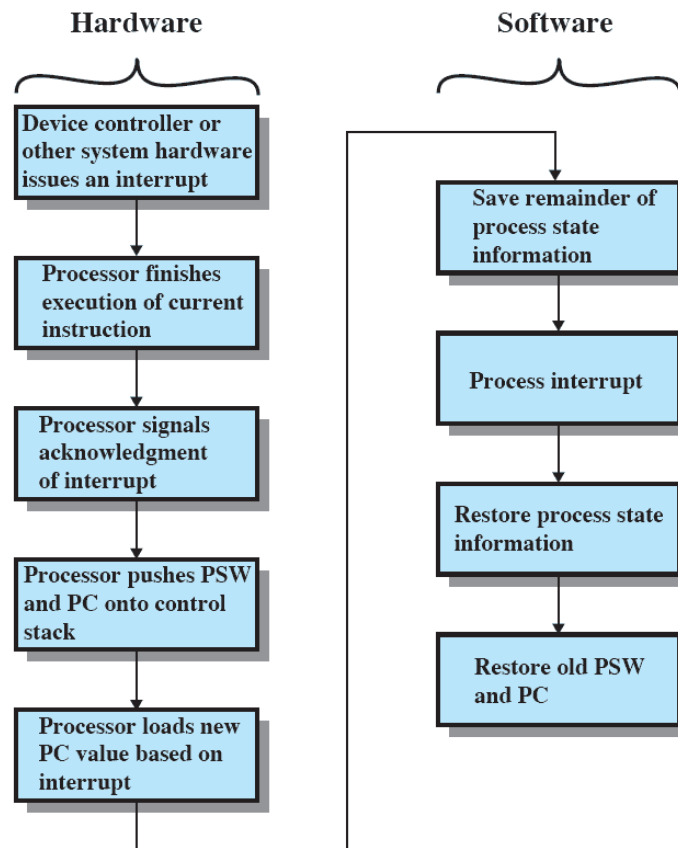 Hardware
Device controller or
other system hardware
issues an interrupt
Processor finishes
execution of current
instruction
Processor signals
acknowledgment
of interrupt
Processor pushes PSW
and PC onto control
stack
Processor loads new
PC value based on
interrupt
Software
Save remainder of
process state
information
Process interrupt
Restore process state
information
Restore old PSW
and PC